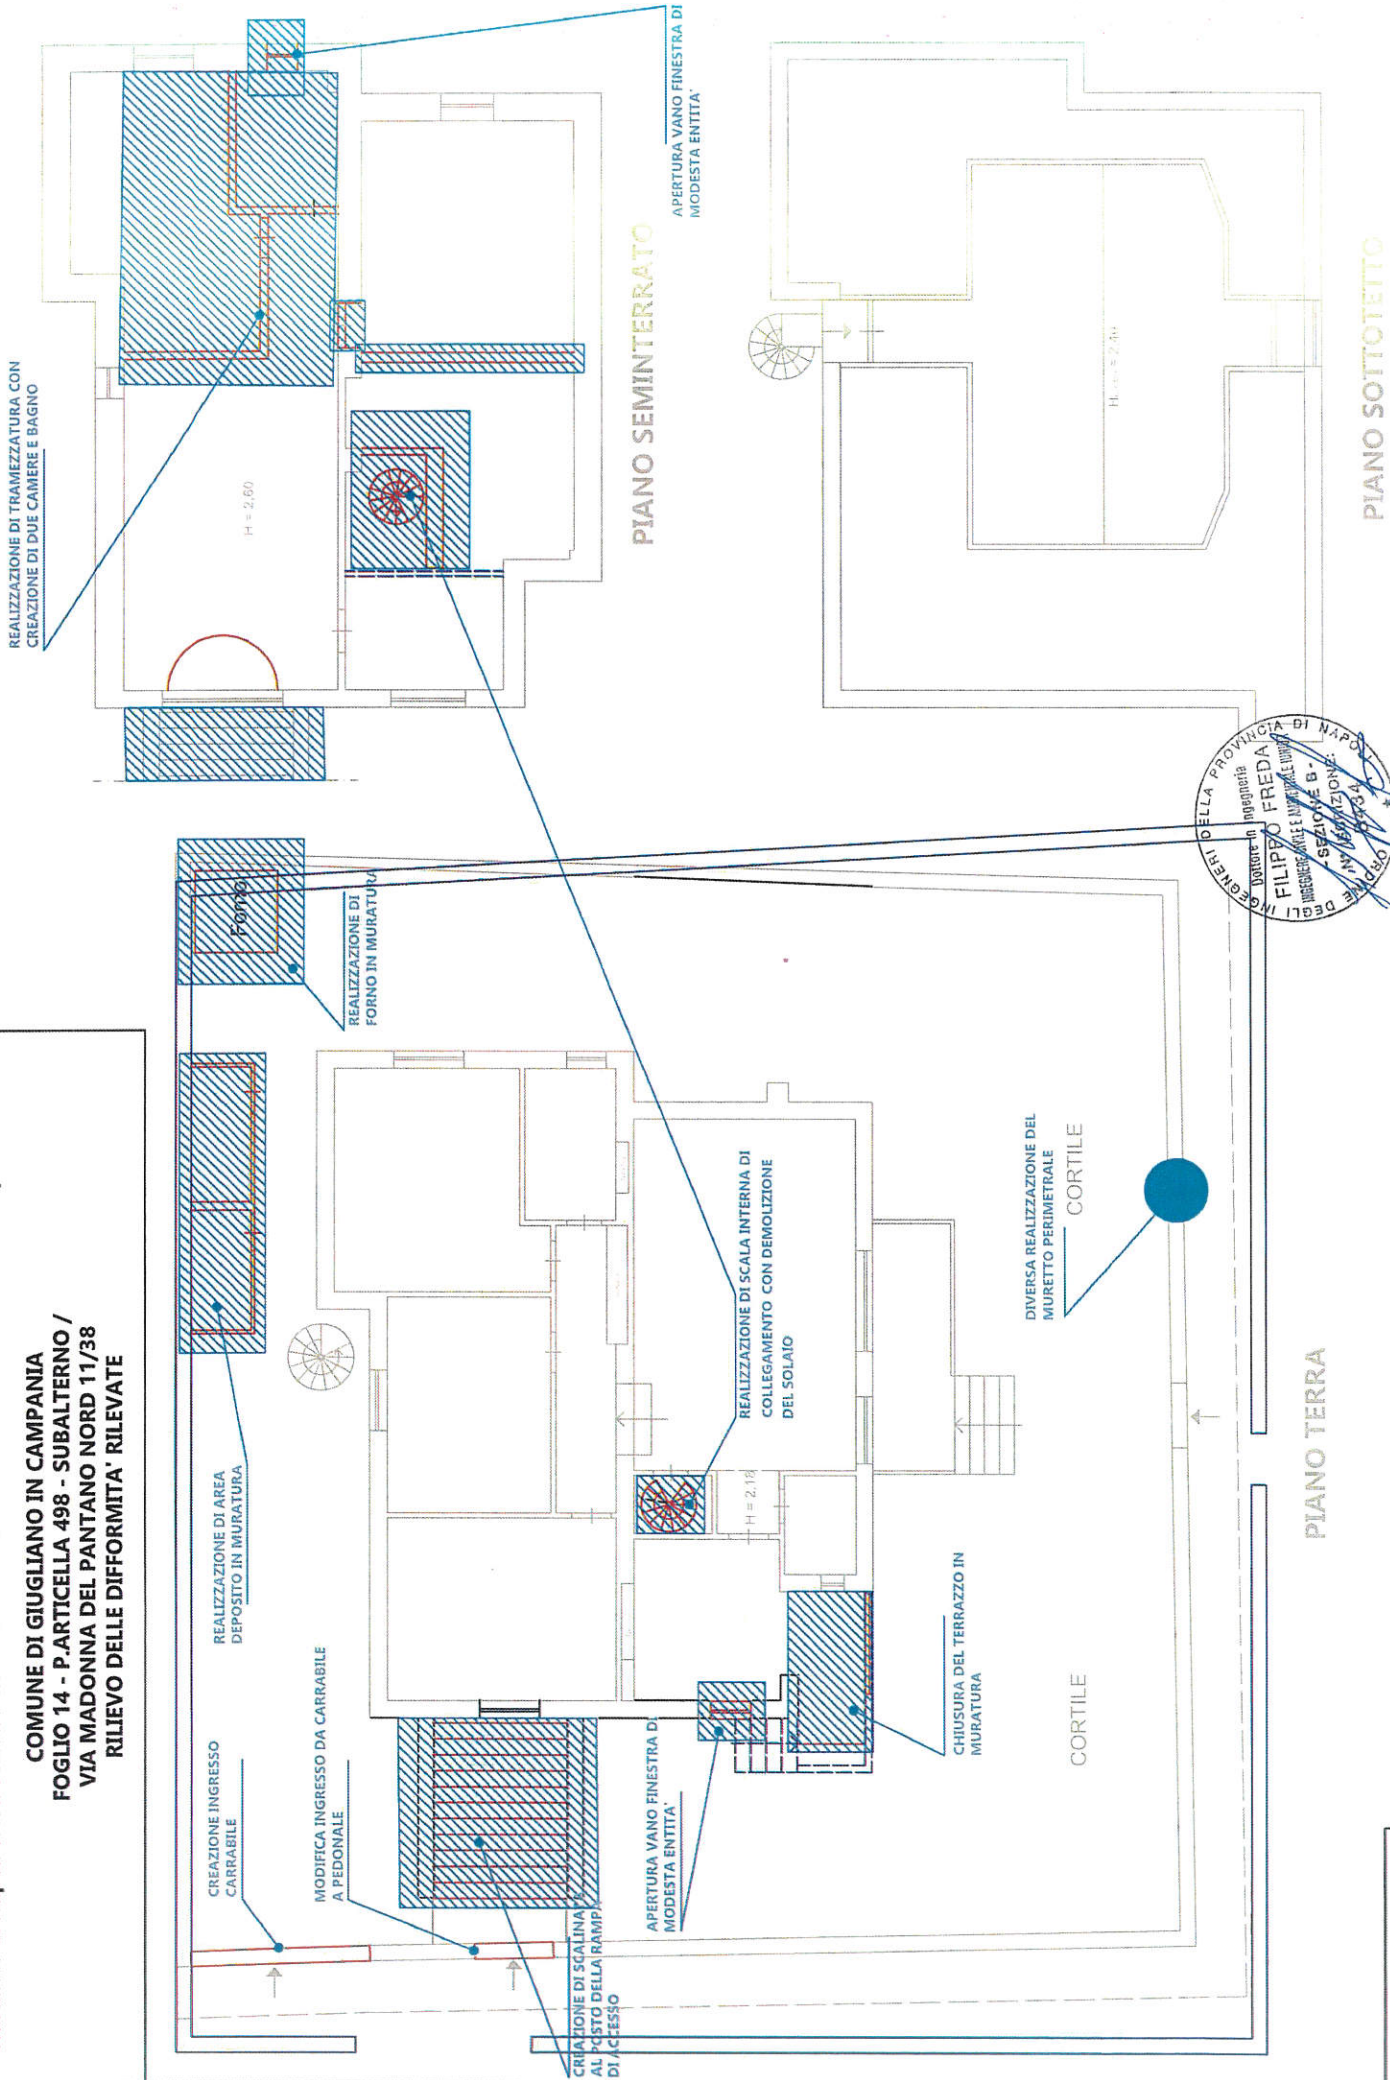 COMUNE DI GIUGLIANO IN CAMPANIA
FOGLIO 14 - P.ARTICELLA 498 - SUBALTERNO /
VIA MADONNA DEL PANTANO NORD 11/38
RILIEVO DELLE DIFFORMITA' RILEVATE
CREAZIONE INGRESSO
CARRABILE
MODIFICA INGRESSO DA CARRABILE
A PEDONALE
REALIZZAZIONE DI AREA
DEPOSITO IN MURATURA
REALIZZAZIONE DI
FORNO IN MURATURA
Forno
CREAZIONE DI SCALINATA
AL POSTO DELLA RAMPA
DI ACCESSO
APERTURA VANO FINESTRA DI
MODESTA ENTITA'
REALIZZAZIONE DI SCALA INTERNA DI
COLLEGAMENTO CON DEMOLIZIONE
DEL SOLAIO
H = 2,18
CHIUSURA DEL TERRAZZO IN
MURATURA
DIVERSA REALIZZAZIONE DEL
MURETTO PERIMETRALE
CORTILE
CORTILE
PIANO TERRA
REALIZZAZIONE DI TRAMEZZATURA CON
CREAZIONE DI DUE CAMERE E BAGNO
H = 2,60
APERTURA VANO FINESTRA DI
MODESTA ENTITA'
PIANO SEMINTERRATO
PIANO SOTTOTETTO
ORDINE DEGLI INGEGNERI DELLA PROVINCIA DI NAPOLI
Dottore in Ingegneria
FILIPPO FREDA
INGEGNERE CIVILE E AMBIENTALE IUNIOR
- SEZIONE B -
N° ISCRIZIONE: